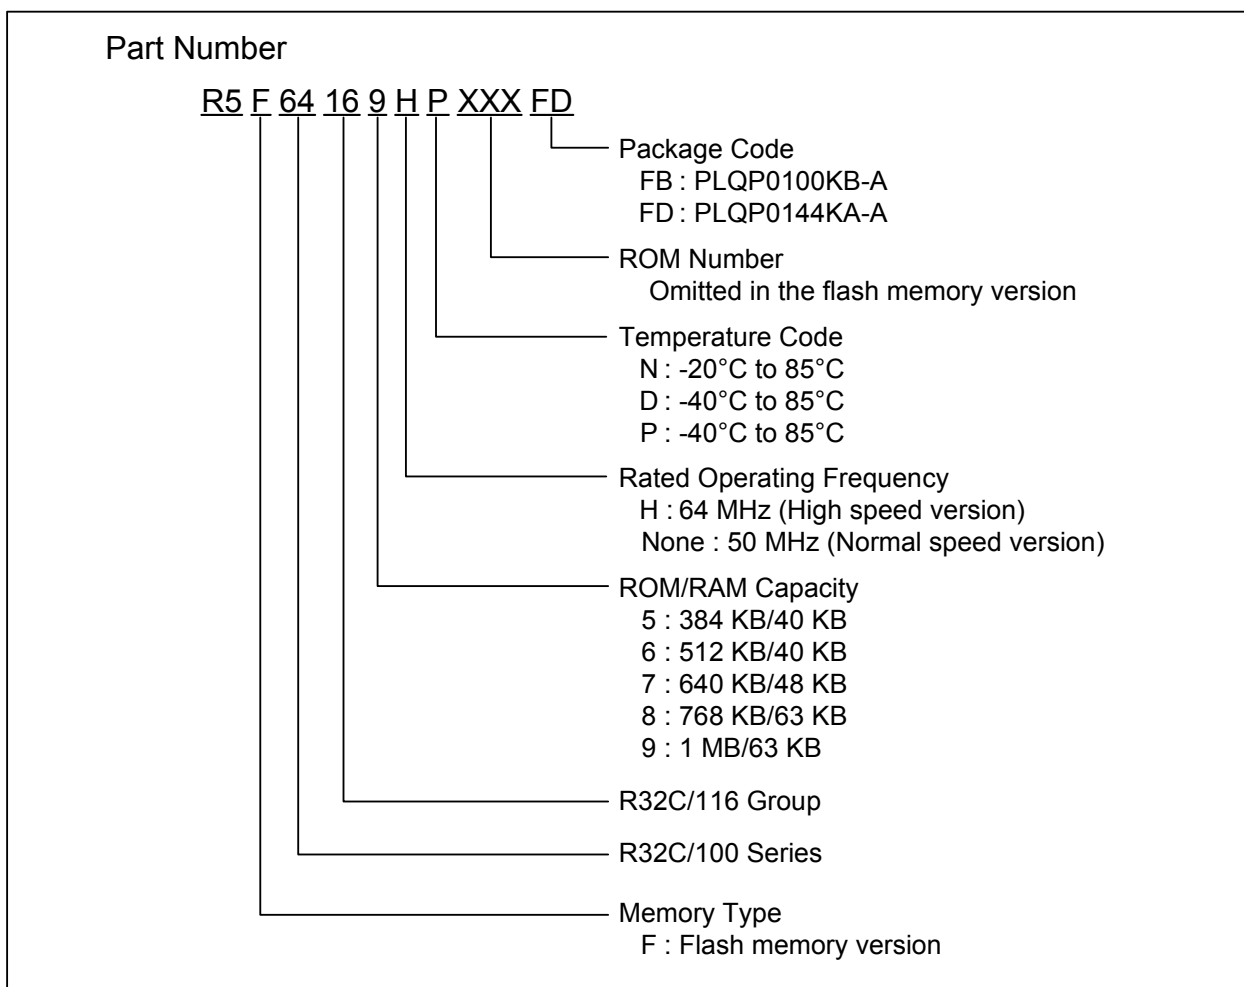 Part Number
R5 F 64 16 9 H P XXX FD
Package Code
FB : PLQP0100KB-A
FD : PLQP0144KA-A
ROM Number
Omitted in the flash memory version
Temperature Code
N : -20°C to 85°C
D : -40°C to 85°C
P : -40°C to 85°C
Rated Operating Frequency
H : 64 MHz (High speed version)
None : 50 MHz (Normal speed version)
ROM/RAM Capacity
5 : 384 KB/40 KB
6 : 512 KB/40 KB
7 : 640 KB/48 KB
8 : 768 KB/63 KB
9 : 1 MB/63 KB
R32C/116 Group
R32C/100 Series
Memory Type
F : Flash memory version